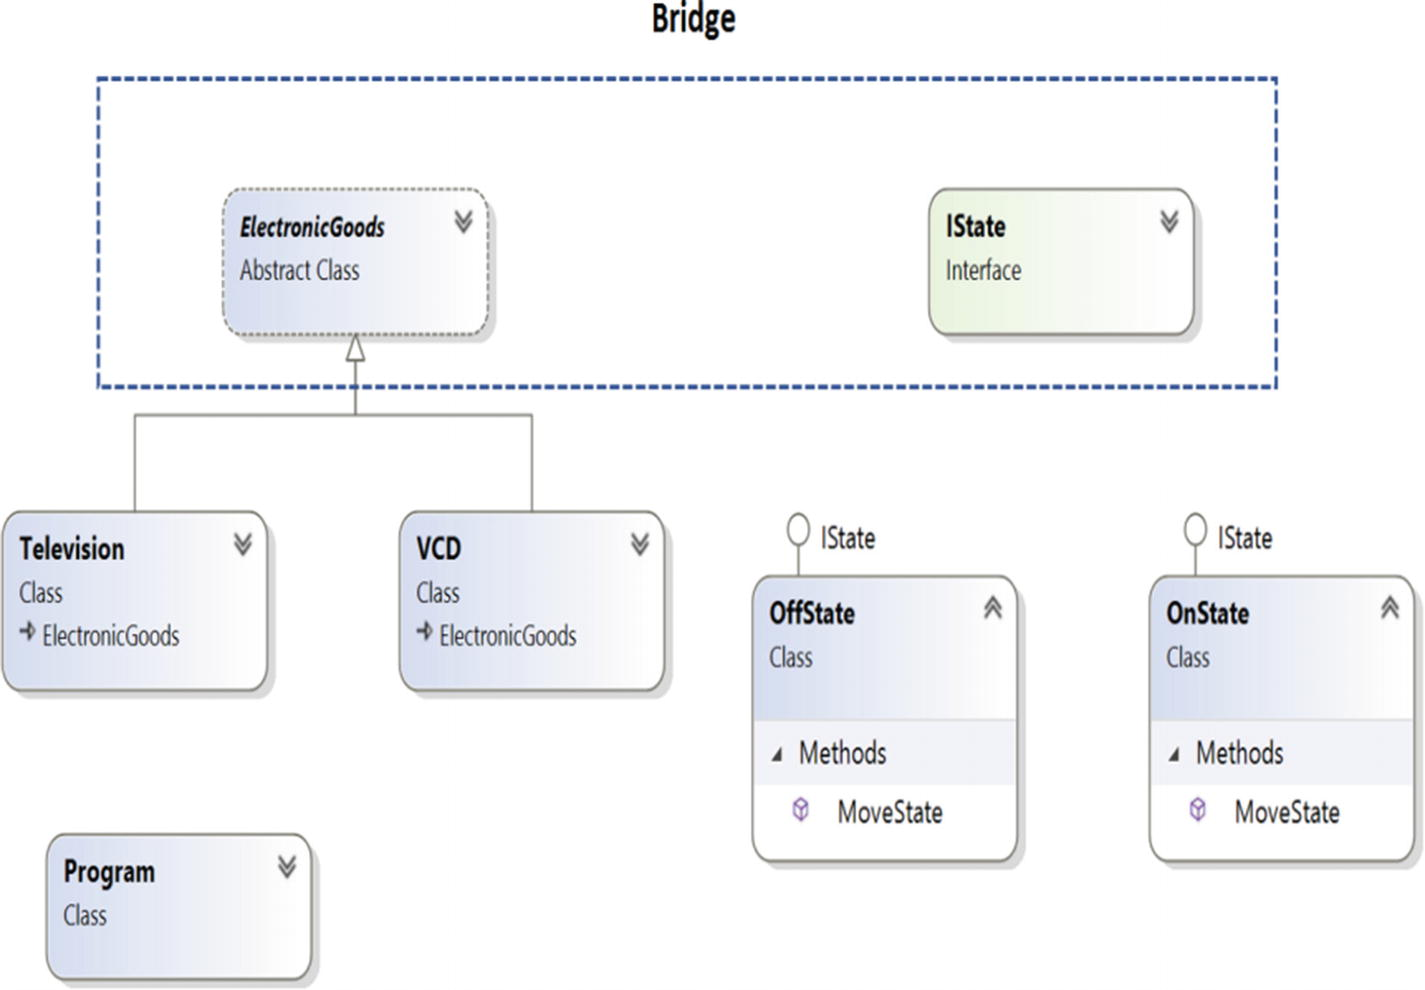 Bridge
ElectronicGoods
Abstract Class
IState
Interface
Television
Class
ElectronicGoods
VCD
Class
ElectronicGoods
IState
OffState
Class
Methods
MoveState
IState
OnState
Class
Methods
MoveState
Program
Class